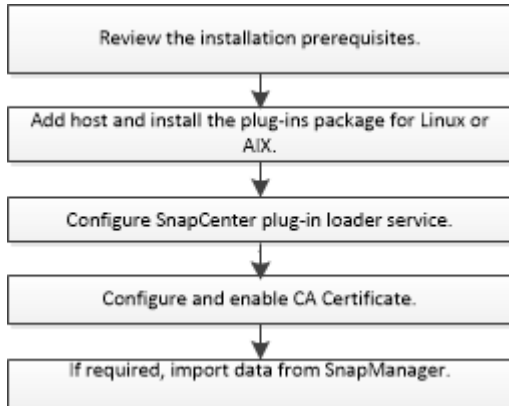 Review the installation prerequisites.
Add host and install the plug-ins package for Linux or
AIX.
Configure SnapCenter plug-in loader service.
Configure and enable CA Certificate.
If required, import data from SnapManager.